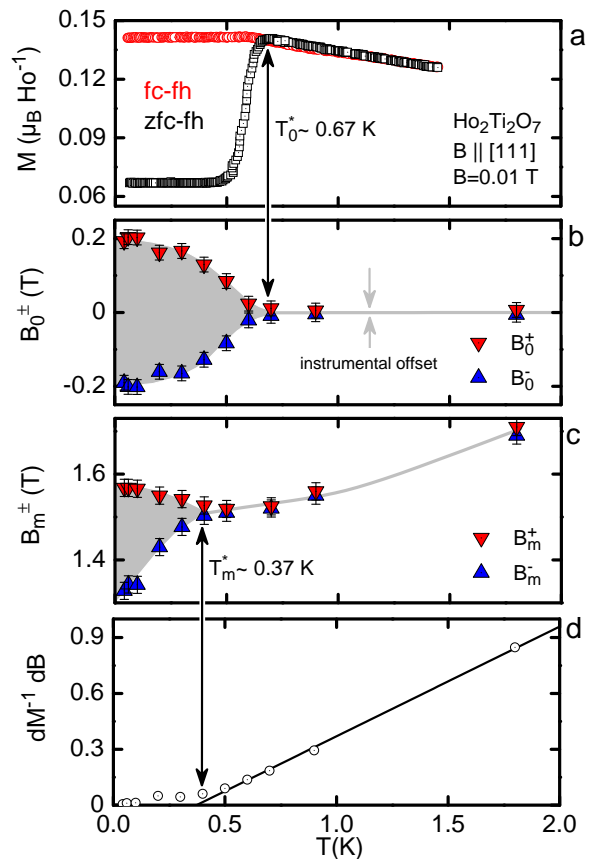 a
0.15
0.12
0.09
0.06
M (μB Ho-1)
fc-fh
zfc-fh
T0*~ 0.67 K
Ho2Ti2O7
B || [111]
B=0.01 T
b
0.2
0
-0.2
B0± (T)
instrumental offset
B0+
B0-
c
1.6
1.4
Bm± (T)
Tm*~ 0.37 K
Bm+
Bm-
d
0.9
0.6
0.3
0
dM-1 dB
0.0 0.5 1.0 1.5 2.0
T(K)